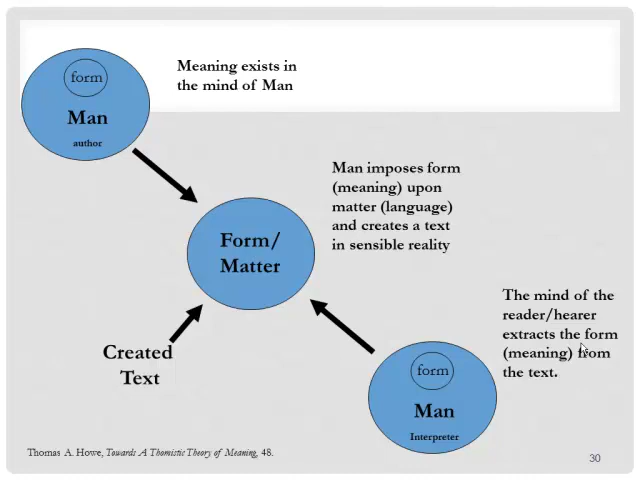 form
Man
author
Meaning exists in
the mind of Man
Man imposes form
(meaning) upon
matter (language)
and creates a text
in sensible reality
Form/
Matter
The mind of the
reader/hearer
extracts the form
(meaning) from
the text.
Created
Text
form
Man
Interpreter
Thomas A. Howe, Towards A Thomistic Theory of Meaning, 48.
30